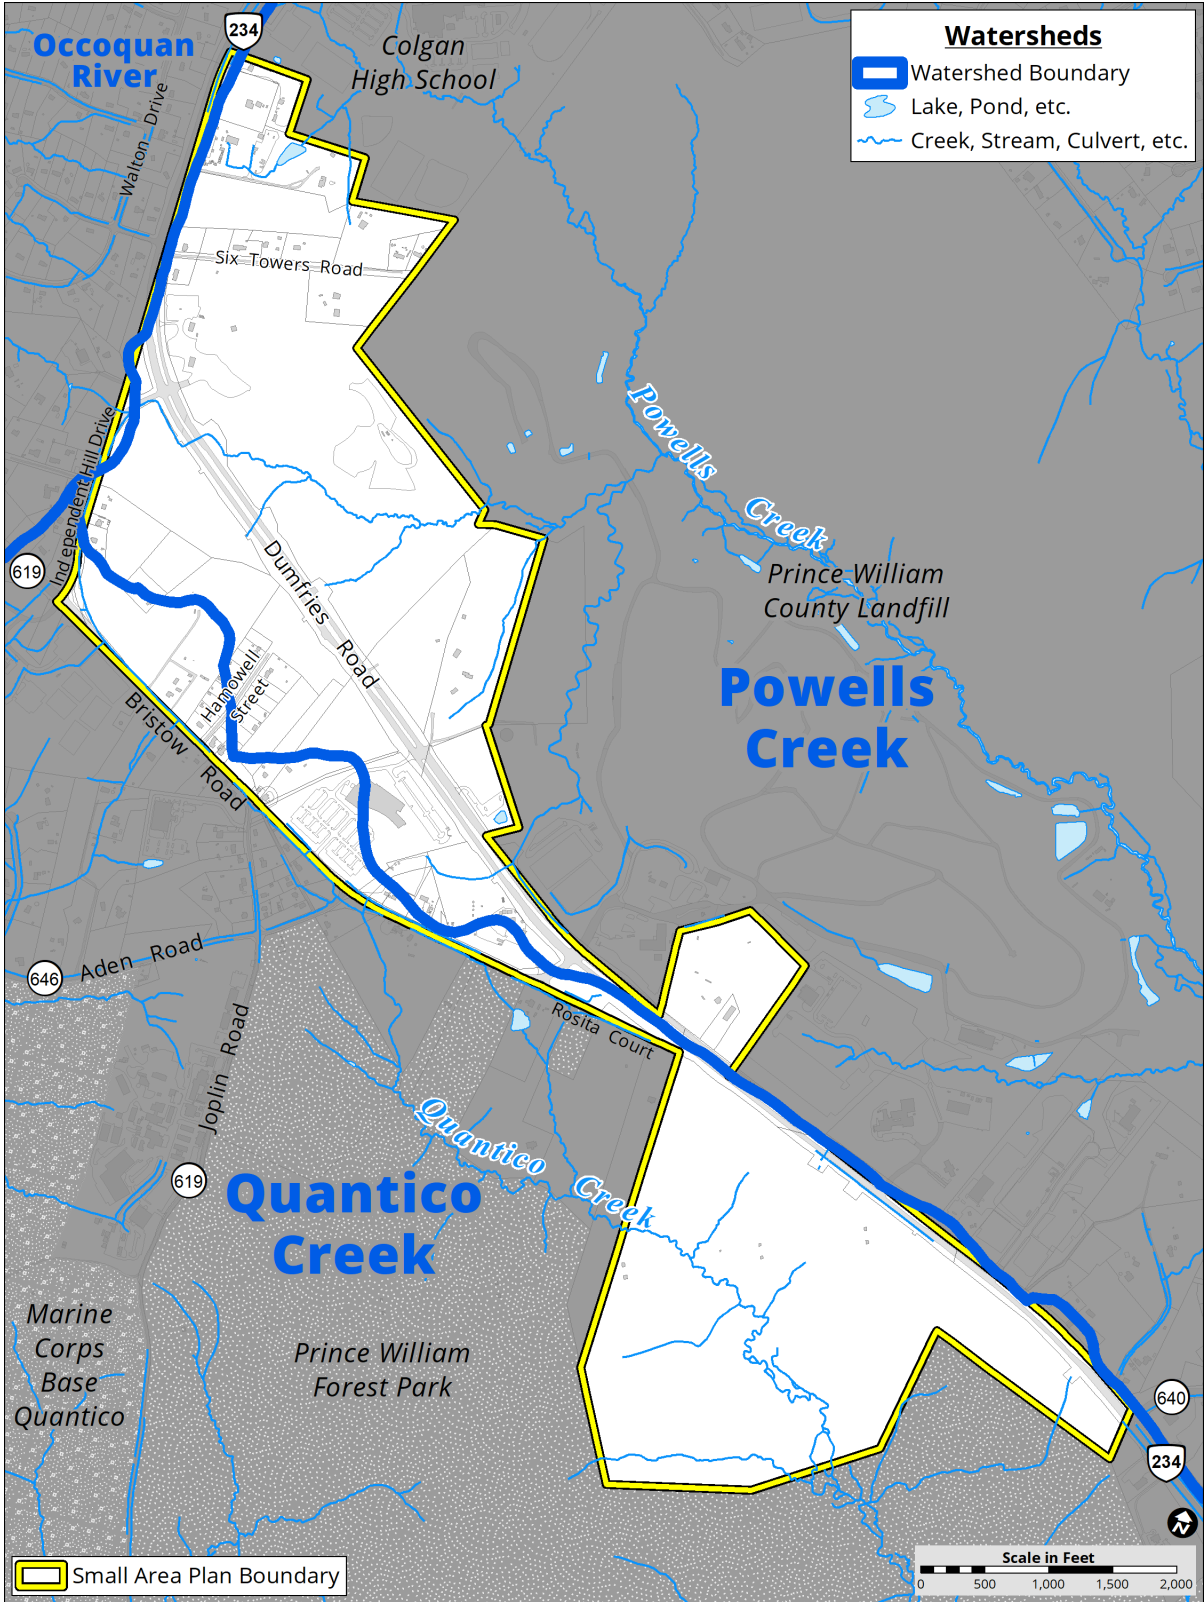 234
Occoquan
River
Colgan
High School
Watersheds
Watershed Boundary
Lake, Pond, etc.
Creek, Stream, Culvert, etc.
Walton Drive
Six Towers Road
Powells Creek
Independent Hill Drive
619
Dumfries Road
Prince William
County Landfill
Hamowell
Street
Powells
Creek
Bristow Road
Aden Road
646
Rosita Court
Joplin Road
Quantico Creek
619
Quantico
Creek
Marine
Corps
Base
Quantico
Prince William
Forest Park
640
234
N
Scale in Feet
0 500 1,000 1,500 2,000
Small Area Plan Boundary